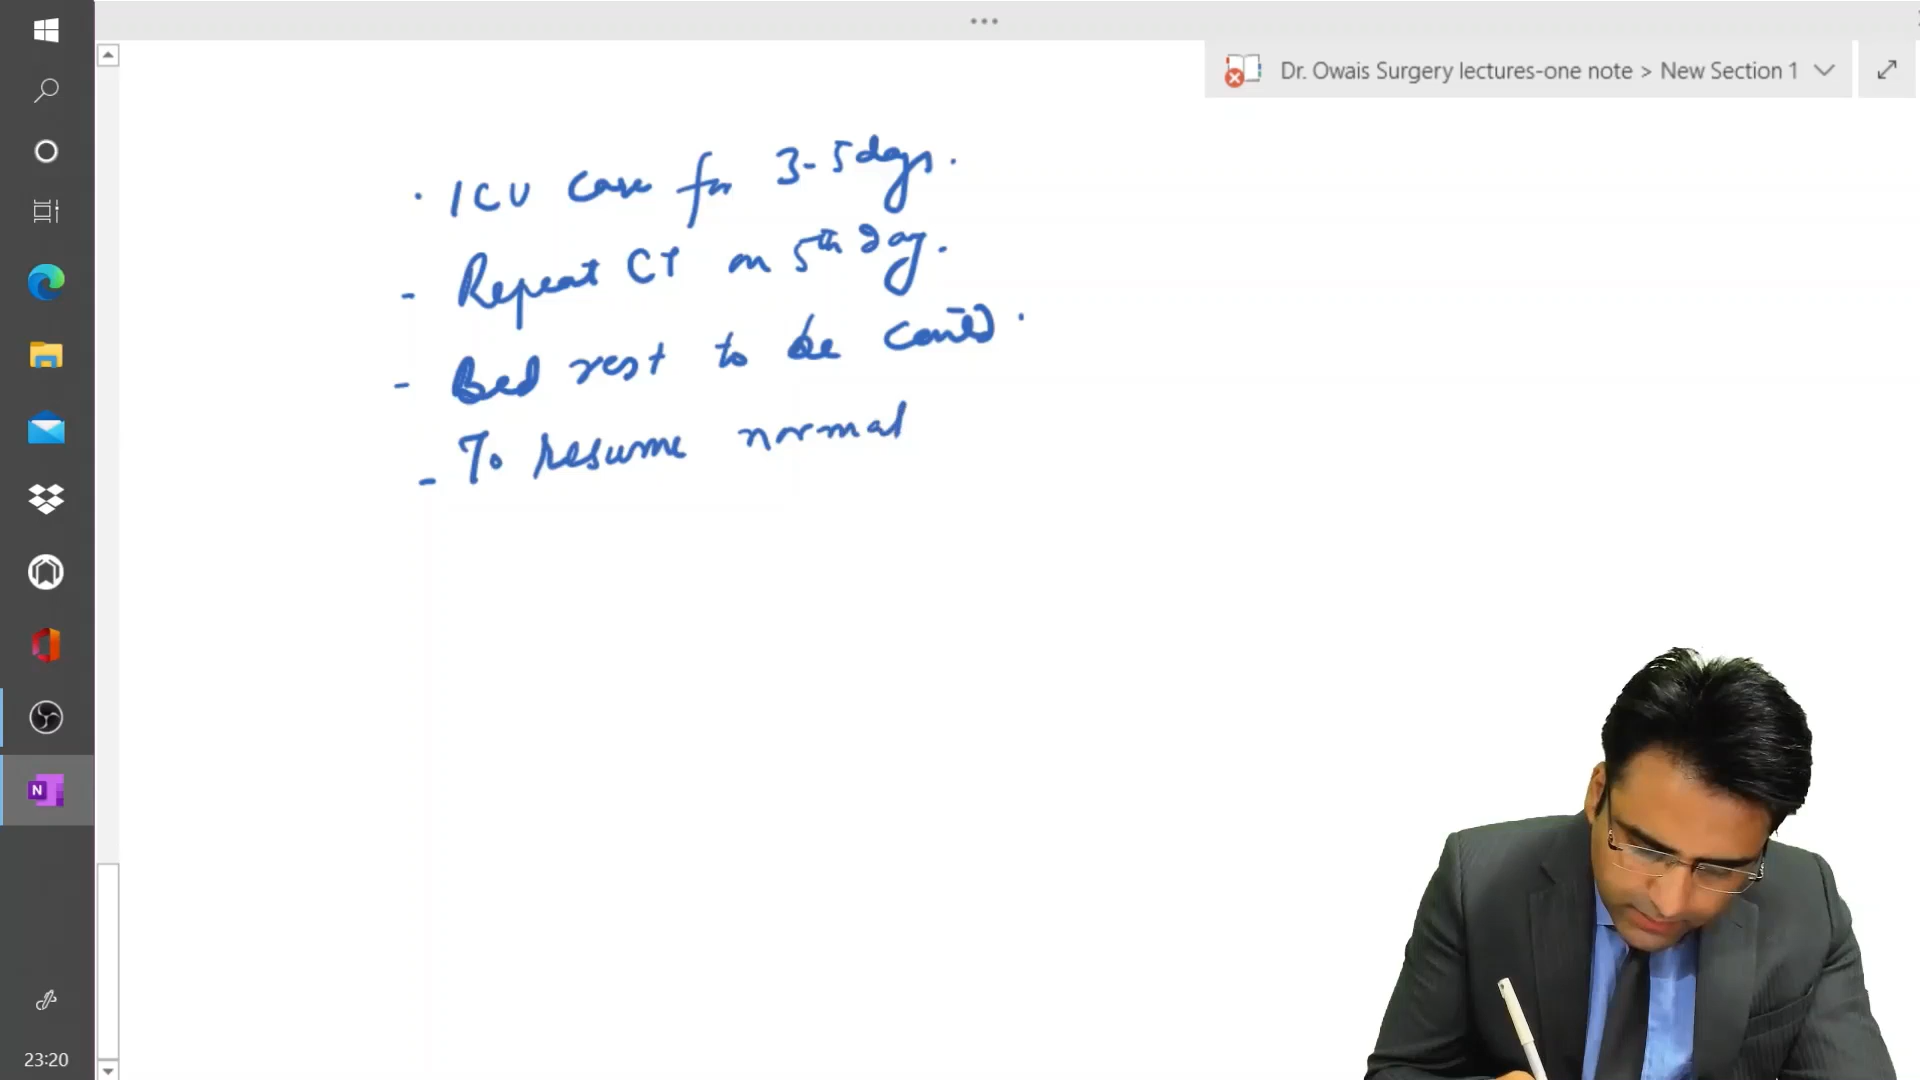 Dr. Owais Surgery lectures-one note > New Section 1
· ICU Care for 3-5 days.
- Repeat CT on 5th day.
- Bed rest to be cont'd.
- To resume normal
N
23:20